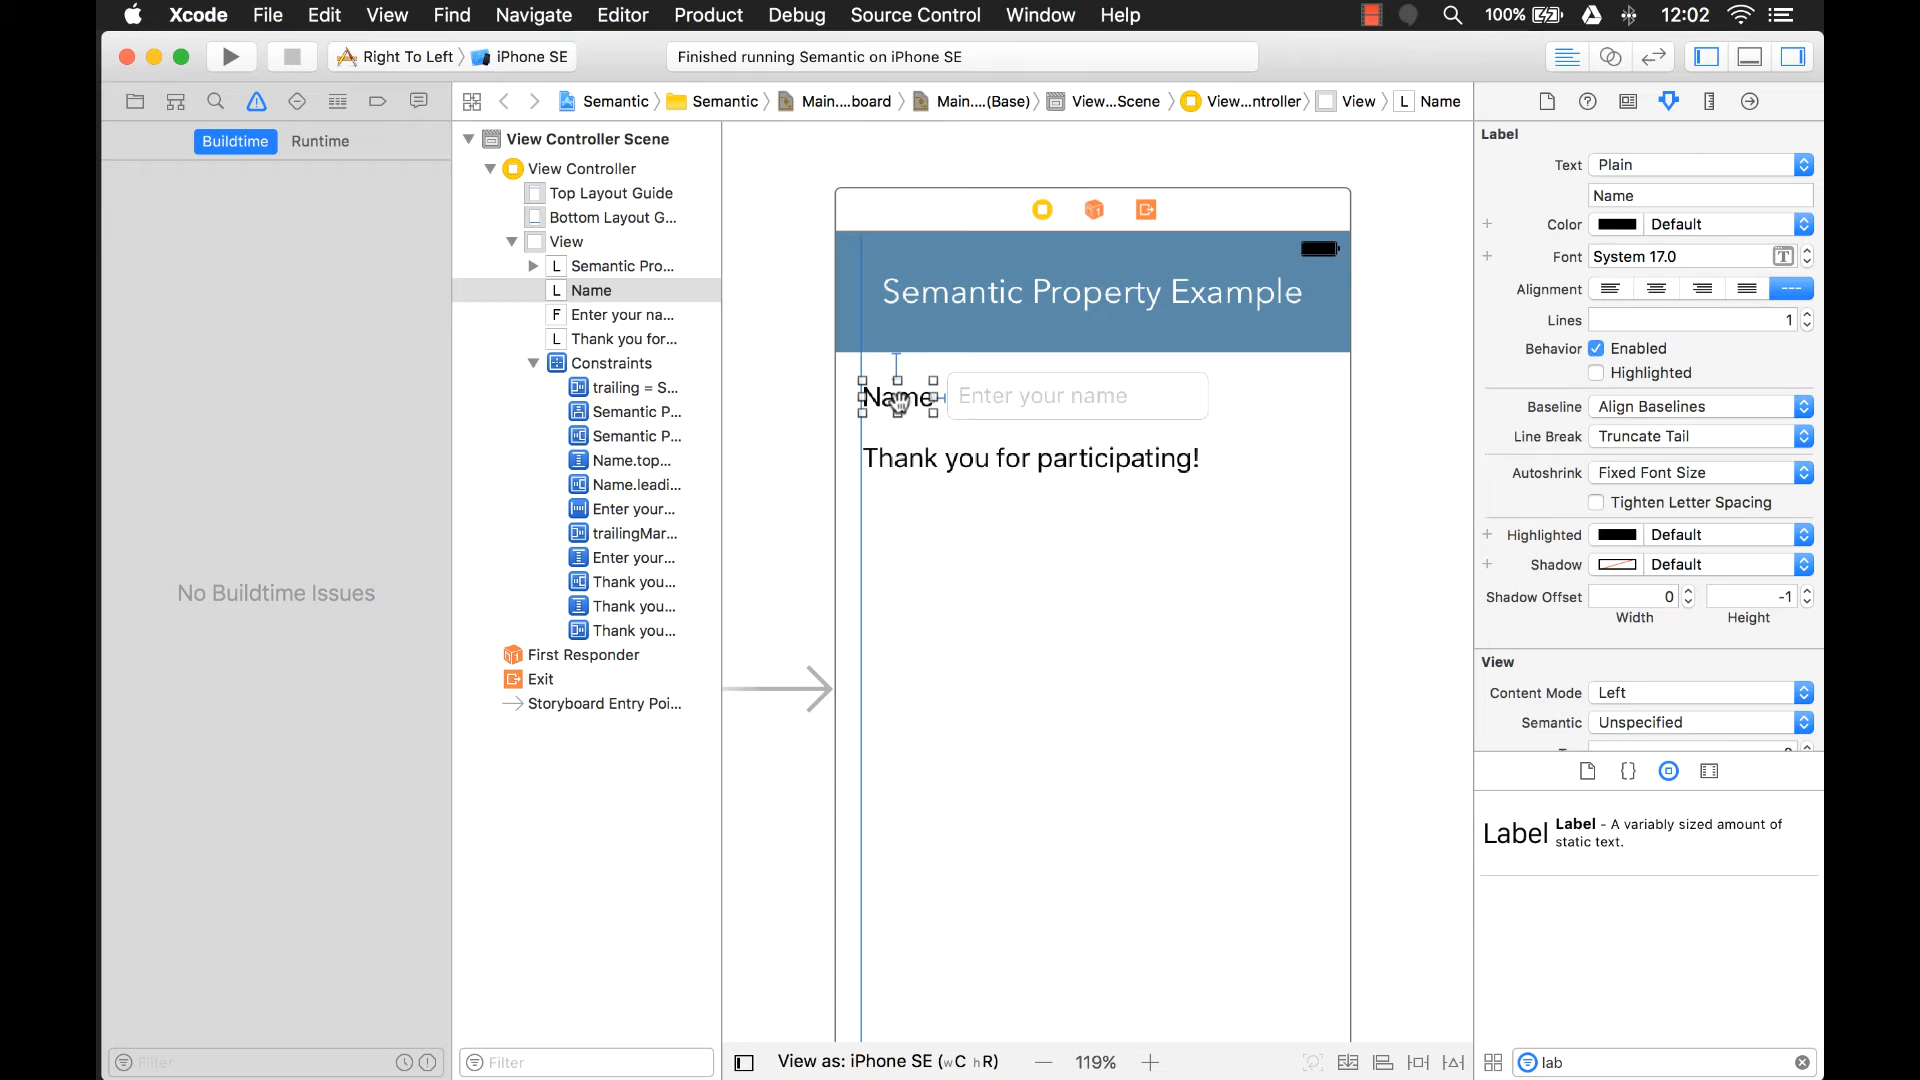 Xcode File Edit View Find Navigate Editor Product Debug Source Control Window Help 100% 12:02
Right To Left iPhone SE Finished running Semantic on iPhone SE
Semantic Semantic Main....board Main....(Base) View...Scene View...ntroller View L Name
Buildtime Runtime
No Buildtime Issues
Filter
View Controller Scene
View Controller
Top Layout Guide
Bottom Layout G...
View
L Semantic Pro...
L Name
F Enter your na...
L Thank you for...
Constraints
trailing = S...
Semantic P...
Semantic P...
Name.top...
Name.leadi...
Enter your...
trailingMar...
Enter your...
Thank you...
Thank you...
Thank you...
First Responder
Exit
Storyboard Entry Poi...
Filter
Semantic Property Example
Name Enter your name
Thank you for participating!
View as: iPhone SE (wC hR) — 119% +
Label
Text Plain
Name
Color Default
Font System 17.0 T
Alignment
Lines 1
Behavior Enabled
Highlighted
Baseline Align Baselines
Line Break Truncate Tail
Autoshrink Fixed Font Size
Tighten Letter Spacing
Highlighted Default
Shadow Default
Shadow Offset 0 -1
Width Height
View
Content Mode Left
Semantic Unspecified
Label Label - A variably sized amount of
static text.
lab